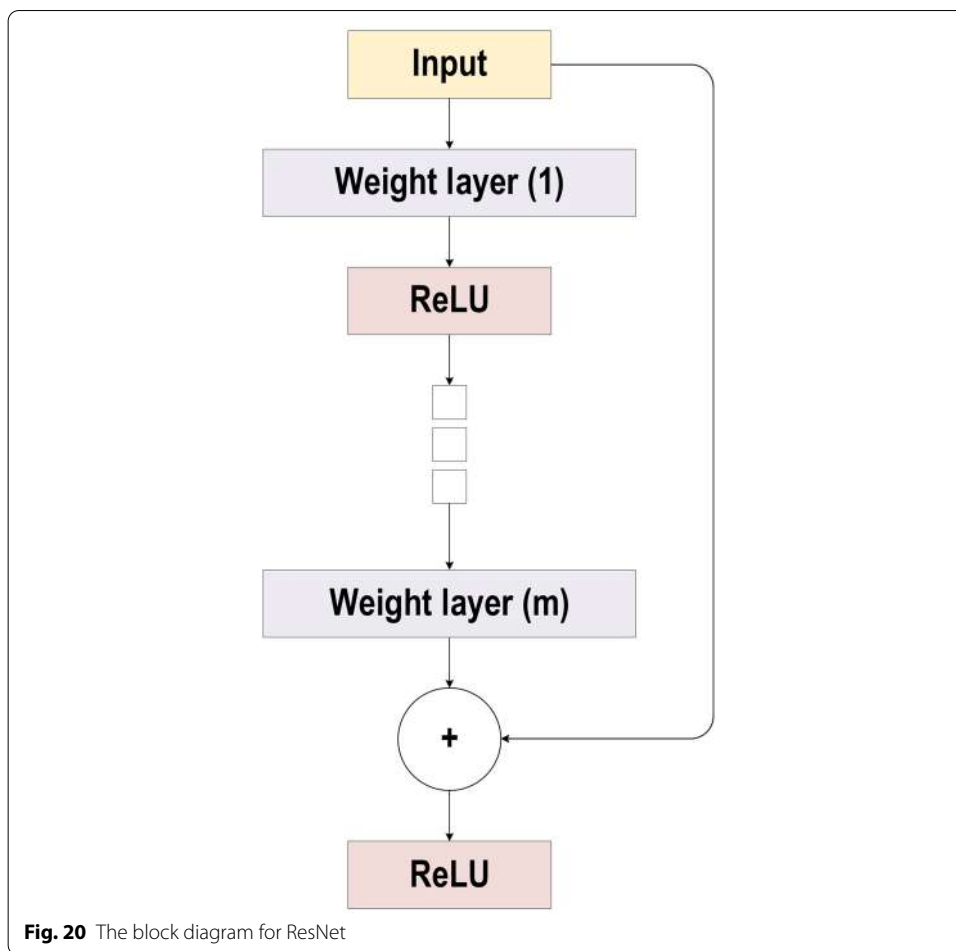 Input
Weight layer (1)
ReLU
Weight layer (m)
+
ReLU
Fig. 20 The block diagram for ResNet